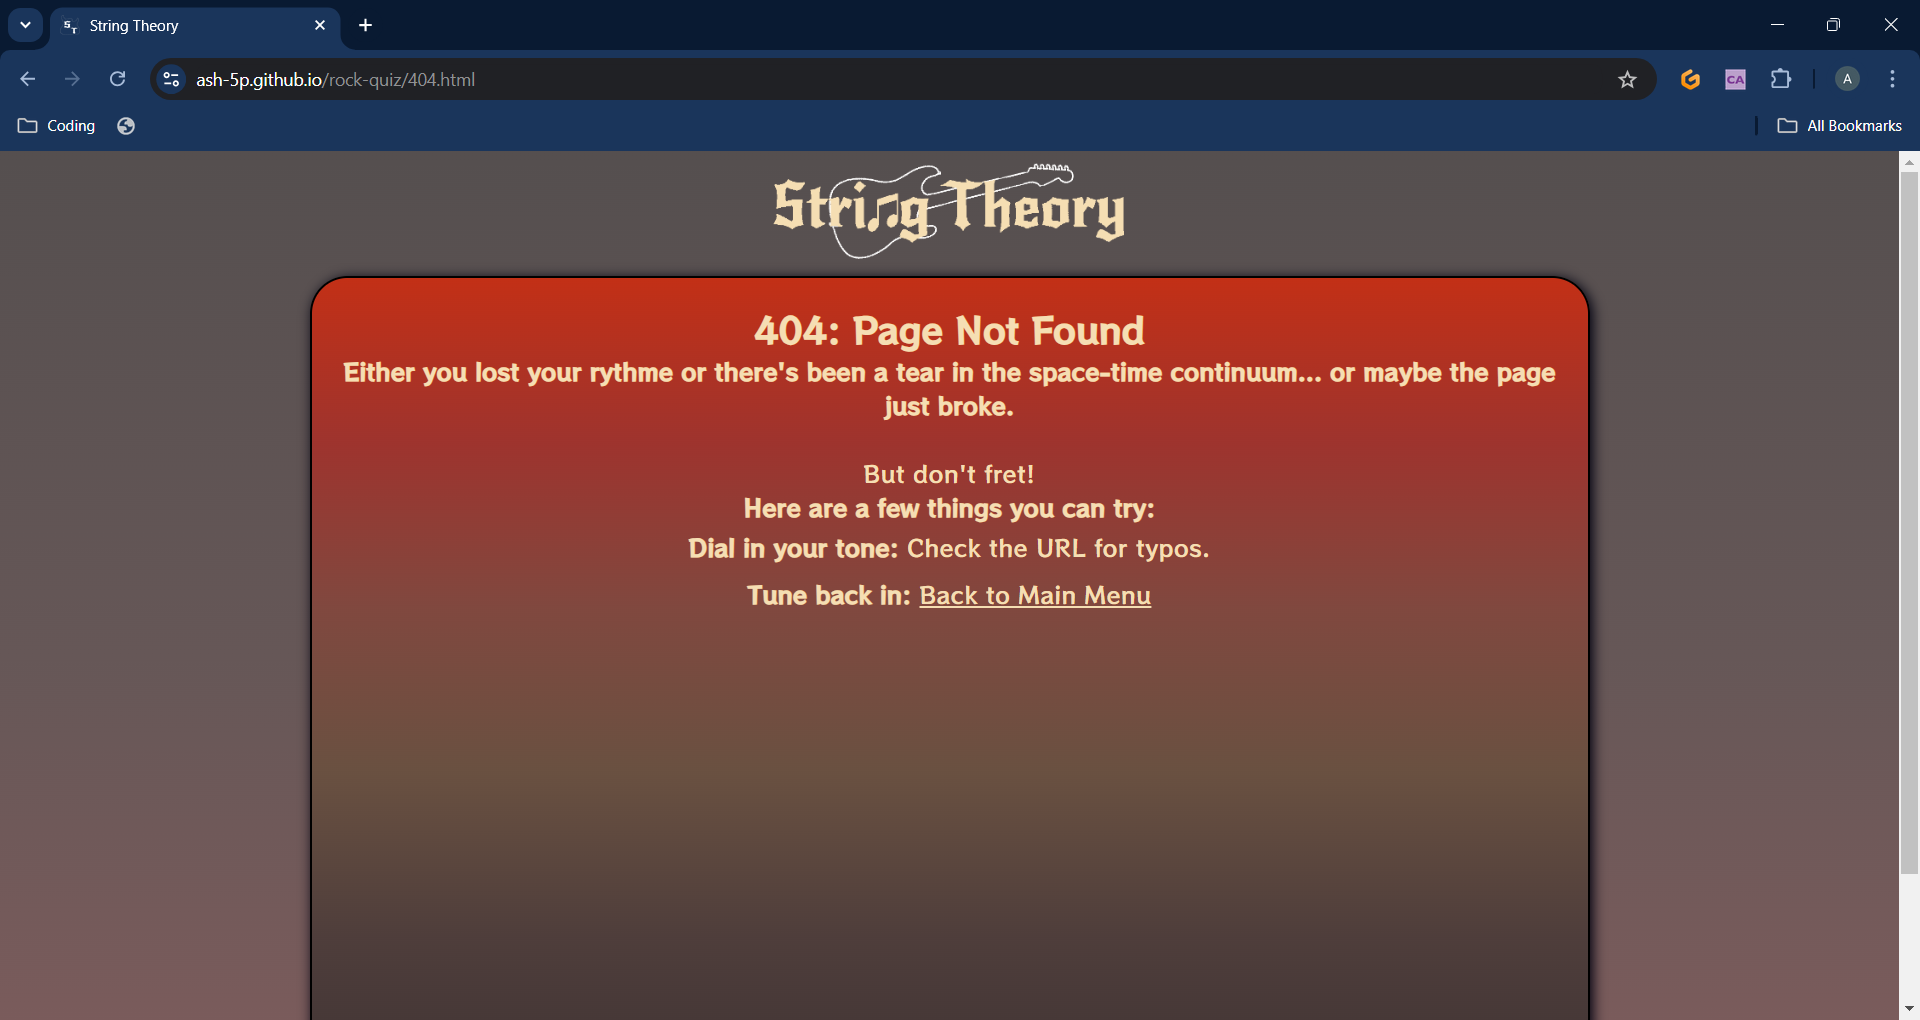 String Theory
ash-5p.github.io/rock-quiz/404.html
CA
A
Coding
All Bookmarks
String Theory
404: Page Not Found
Either you lost your rythme or there's been a tear in the space-time continuum... or maybe the page
just broke.
But don't fret!
Here are a few things you can try:
Dial in your tone: Check the URL for typos.
Tune back in: Back to Main Menu